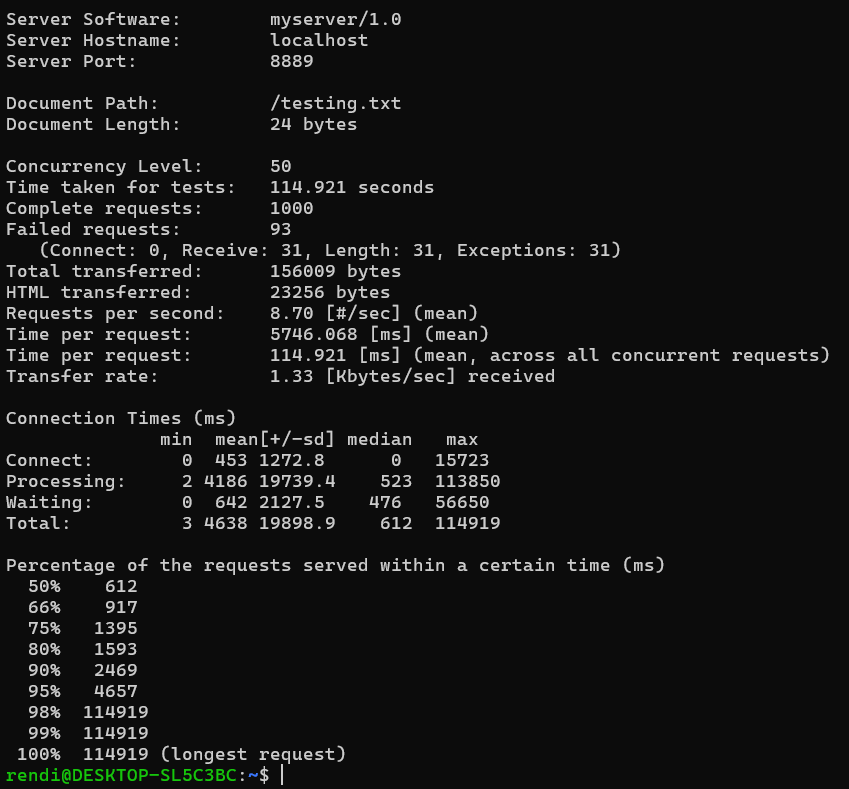 Server Software:        myserver/1.0
Server Hostname:        localhost
Server Port:            8889

Document Path:          /testing.txt
Document Length:        24 bytes

Concurrency Level:      50
Time taken for tests:   114.921 seconds
Complete requests:      1000
Failed requests:        93
   (Connect: 0, Receive: 31, Length: 31, Exceptions: 31)
Total transferred:      156009 bytes
HTML transferred:       23256 bytes
Requests per second:    8.70 [#/sec] (mean)
Time per request:       5746.068 [ms] (mean)
Time per request:       114.921 [ms] (mean, across all concurrent requests)
Transfer rate:          1.33 [Kbytes/sec] received

Connection Times (ms)
              min  mean[+/-sd] median   max
Connect:        0  453 1272.8      0   15723
Processing:     2 4186 19739.4    523  113850
Waiting:        0  642 2127.5    476   56650
Total:          3 4638 19898.9    612  114919

Percentage of the requests served within a certain time (ms)
  50%    612
  66%    917
  75%   1395
  80%   1593
  90%   2469
  95%   4657
  98%  114919
  99%  114919
 100%  114919 (longest request)
rendi@DESKTOP-SL5C3BC:~$